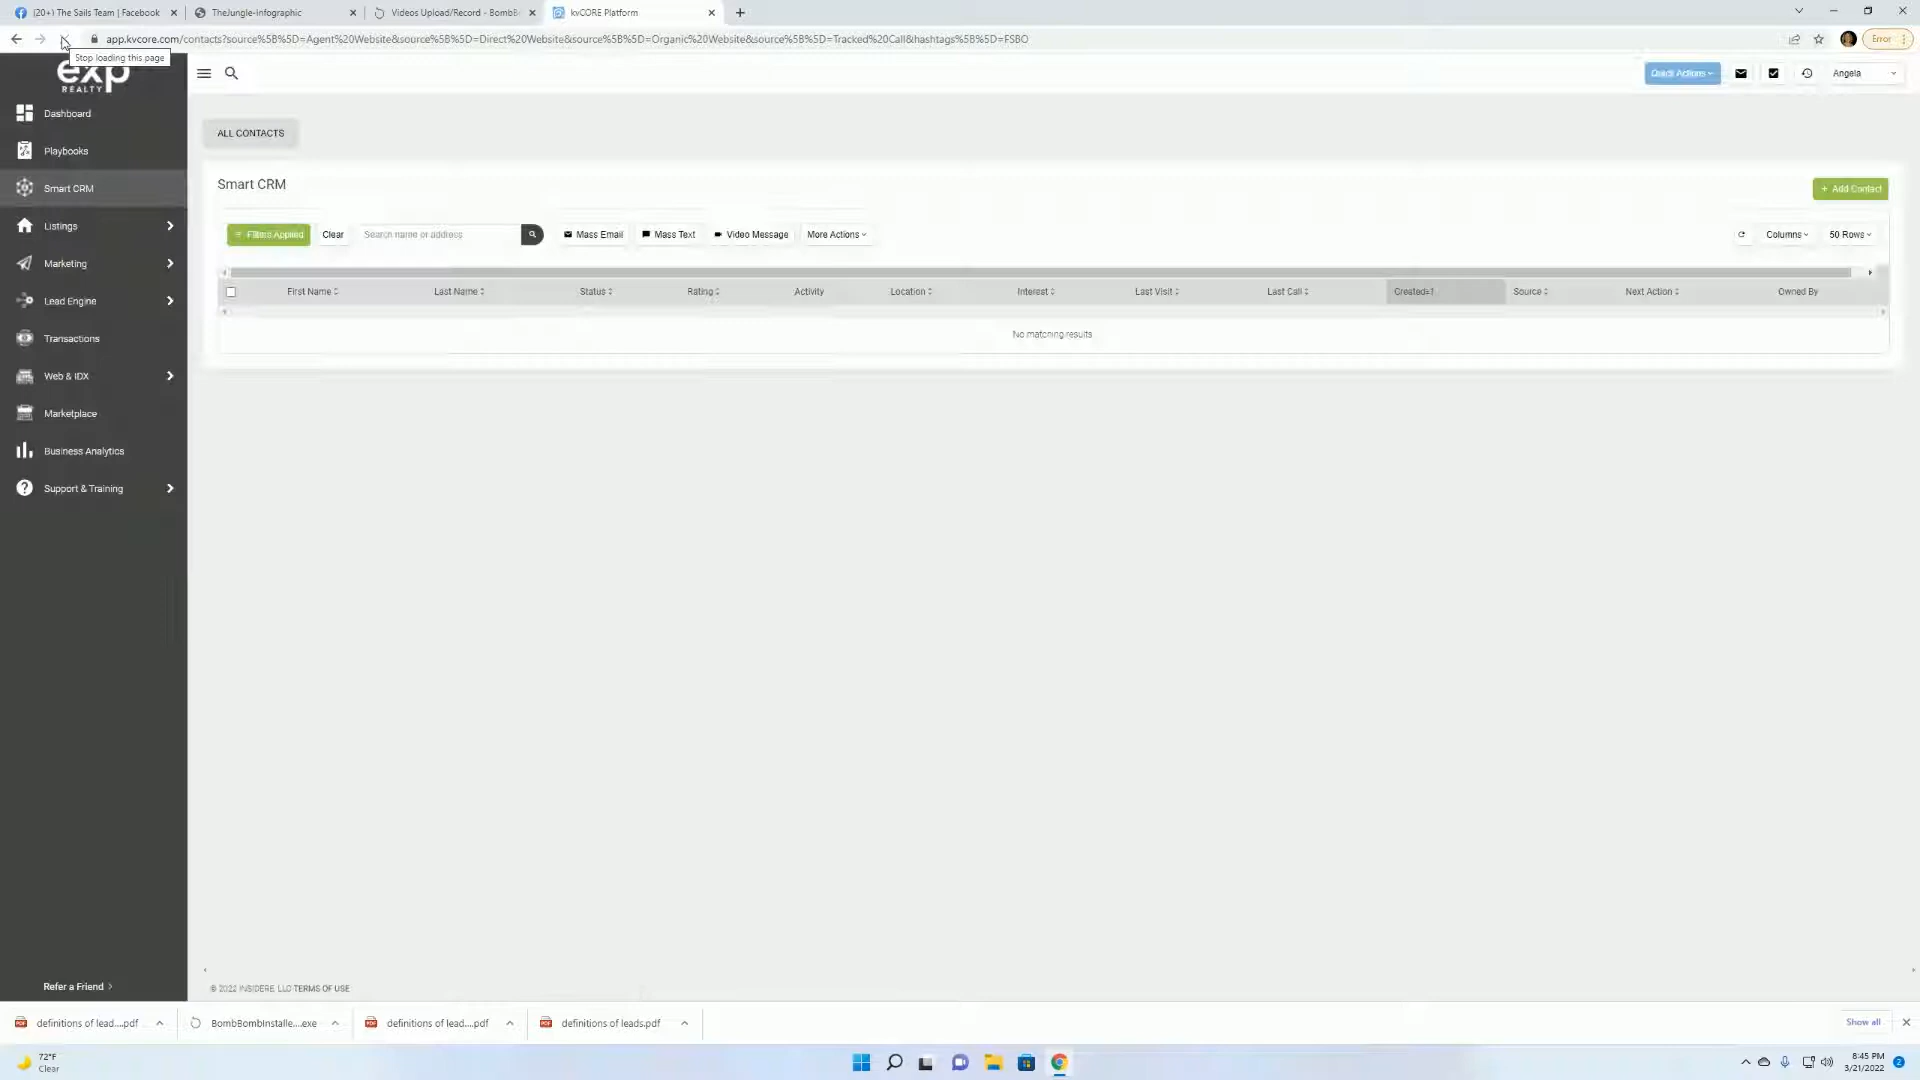 (20+) The Sails Team | Facebook
TheJungle-Infographic
Videos Upload/Record - BombB
kvCORE Platform
app.kvcore.com/contacts?source%5B%5D=Agent%20Website&source%5B%5D=Direct%20Website&source%5B%5D=Organic%20Website&source%5B%5D=Tracked%20Call&hashtags%5B%5D=FSBO
Error
Stop loading this page
exp
REALTY
Quick Actions
Angela
Dashboard
Playbooks
Smart CRM
Listings
Marketing
Lead Engine
Transactions
Web & IDX
Marketplace
Business Analytics
Support & Training
Refer a Friend
ALL CONTACTS
Smart CRM
+ Add Contact
Filters Applied
Clear
Search name or address
Mass Email
Mass Text
Video Message
More Actions
Columns
50 Rows
First Name
Last Name
Status
Rating
Activity
Location
Interest
Last Visit
Last Call
Created
Source
Next Action
Owned By
No matching results
© 2022 INSIDERE, LLC TERMS OF USE
definitions of lead....pdf
BombBombInstalle....exe
definitions of lead....pdf
definitions of leads.pdf
Show all
72°F
Clear
8:45 PM
3/21/2022
2